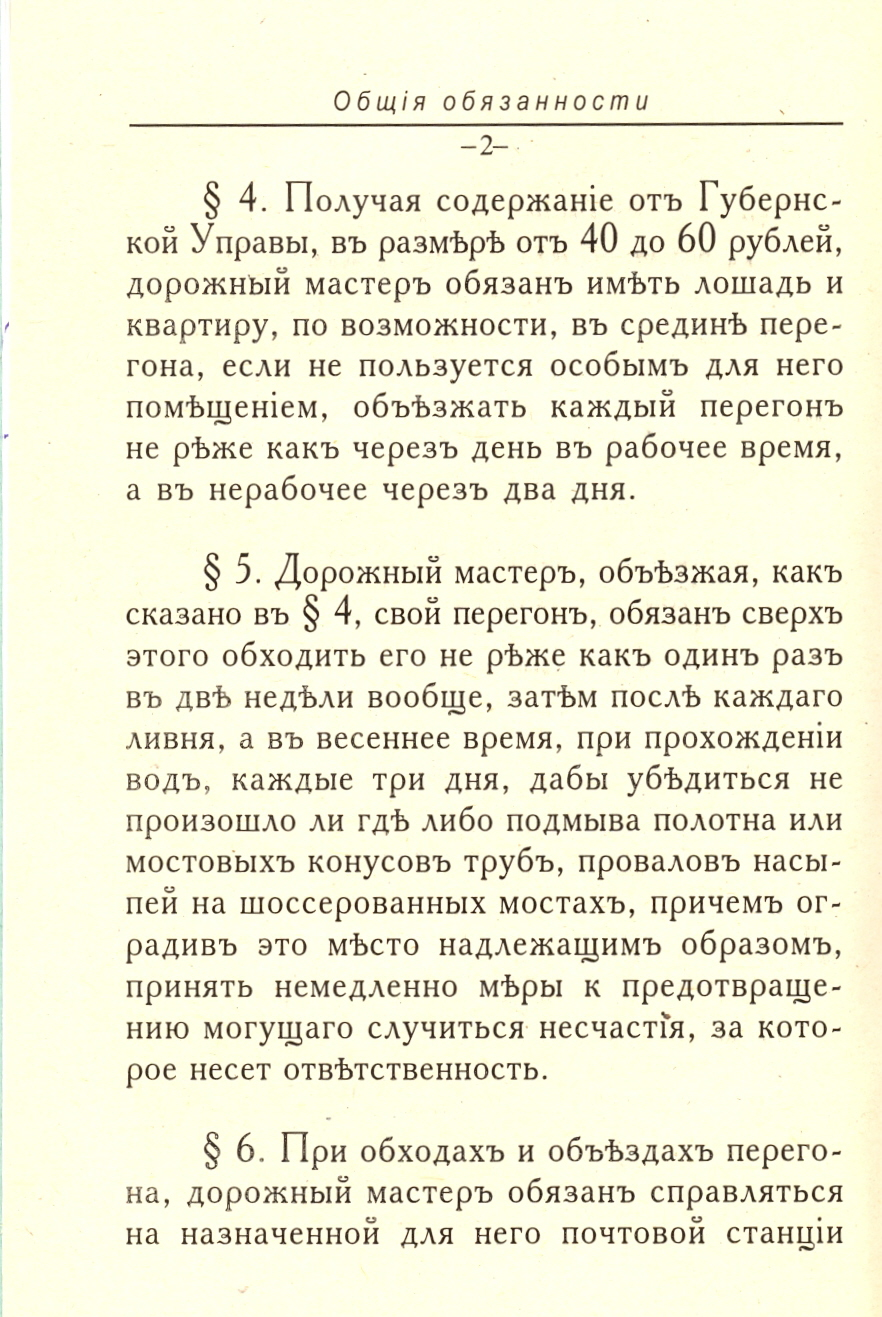 Общія обязанности
–2–
§ 4. Получая содержаніе отъ Губернс-
кой Управы, въ размѣрѣ отъ 40 до 60 рублей,
дорожный мастеръ обязанъ имѣть лошадь и
квартиру, по возможности, въ срединѣ пере-
гона, если не пользуется особымъ для него
помѣщеніем, объѣзжать каждый перегонъ
не рѣже какъ черезъ день въ рабочее время,
а въ нерабочее черезъ два дня.
§ 5. Дорожный мастеръ, объѣзжая, какъ
сказано въ § 4, свой перегонъ, обязанъ сверхъ
этого обходить его не рѣже какъ одинъ разъ
въ двѣ недѣли вообще, затѣм послѣ каждаго
ливня, а въ весеннее время, при прохожденіи
водъ, каждые три дня, дабы убѣдиться не
произошло ли гдѣ либо подмыва полотна или
мостовыхъ конусовъ трубъ, проваловъ насы-
пей на шоссерованных мостахъ, причемъ ог-
радивъ это мѣсто надлежащимъ образомъ,
принять немедленно мѣры к предотвраще-
нию могущаго случиться несчастія, за кото-
рое несет отвѣтственность.
§ 6. При обходахъ и объѣздахъ перего-
на, дорожный мастеръ обязанъ справляться
на назначенной для него почтовой станціи